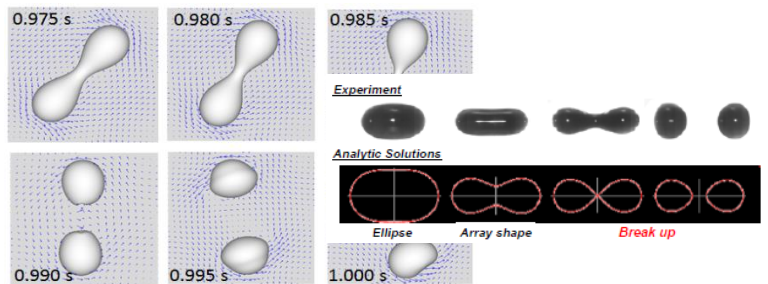 0.975 s
0.980 s
0.985 s
Experiment
Analytic Solutions
Ellipse
Array shape
Break up
0.990 s
0.995 s
1.000 s